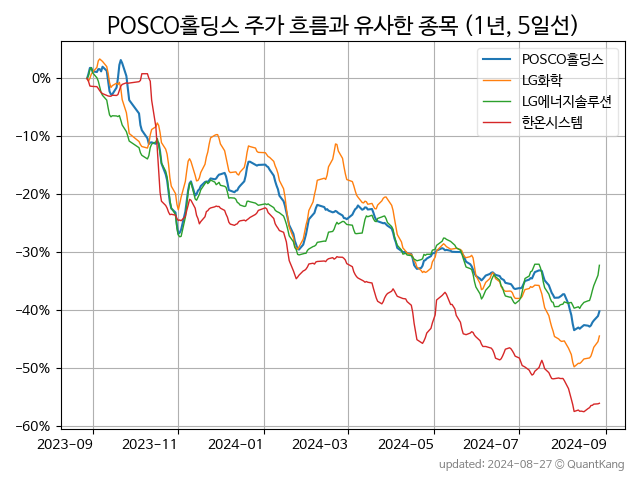 POSCO홀딩스 주가 흐름과 유사한 종목 (1년, 5일선)
POSCO홀딩스
LG화학
LG에너지솔루션
한온시스템
0%
−10%
−20%
−30%
−40%
−50%
−60%
2023-09 2023-11 2024-01 2024-03 2024-05 2024-07 2024-09
updated: 2024-08-27 © QuantKang